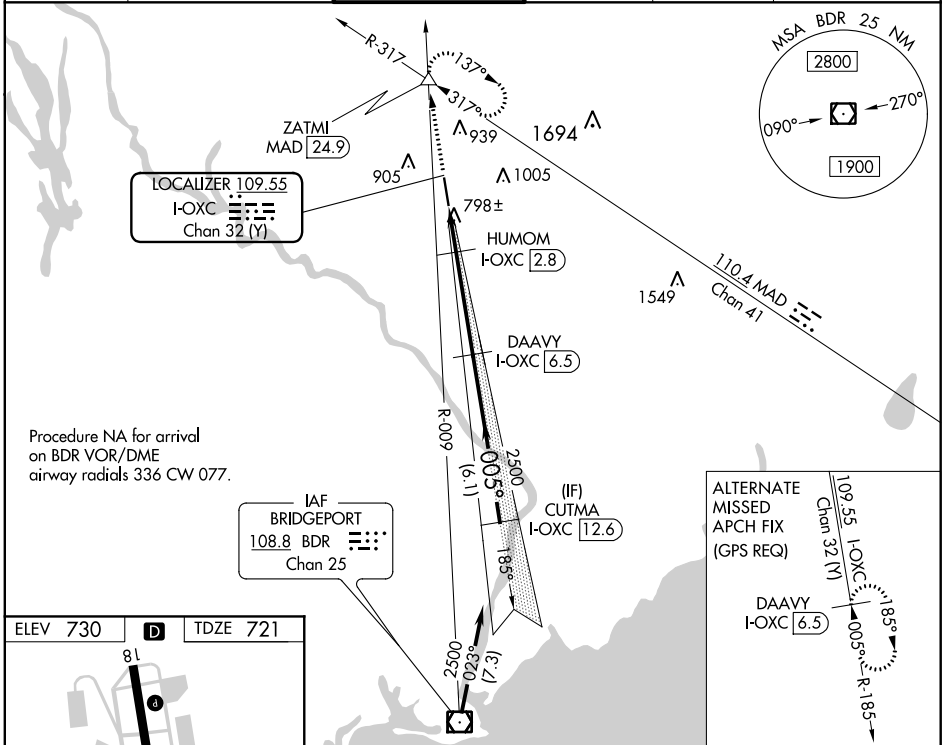 MSA BDR 25 NM
2800
090°
270°
1900
R-317
137°
317°
ZATMI
MAD 24.9
939
1694
905
1005
LOCALIZER 109.55
I-OXC
Chan 32 (Y)
798±
HUMOM
I-OXC 2.8
110.4 MAD
Chan 41
1549
DAAVY
I-OXC 6.5
R-009
Procedure NA for arrival
on BDR VOR/DME
airway radials 336 CW 077.
005°
2500
(6.1)
(IF)
CUTMA
I-OXC 12.6
185°
IAF
BRIDGEPORT
108.8 BDR
Chan 25
2500
023°
(7.3)
ALTERNATE
MISSED
APCH FIX
(GPS REQ)
109.55 I-OXC
Chan 32 (Y)
DAAVY
I-OXC 6.5
185°
005°
R-185
ELEV 730 D TDZE 721
18
P